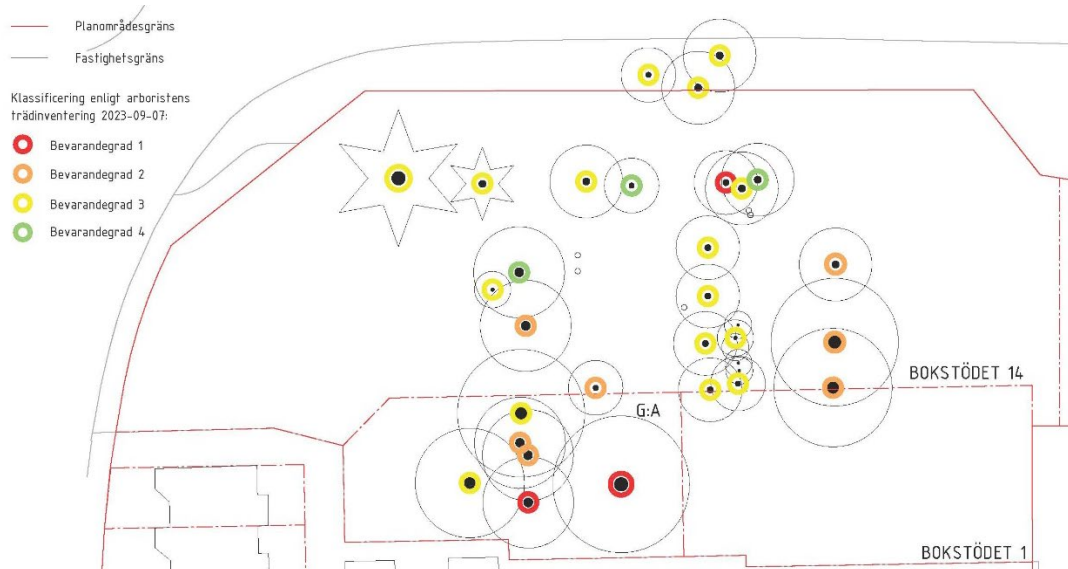 Planområdesgräns
Fastighetsgräns
Klassificering enligt arboristens
trädinventering 2023-09-07:
Bevarandegrad 1
Bevarandegrad 2
Bevarandegrad 3
Bevarandegrad 4
BOKSTÖDET 14
G:A
BOKSTÖDET 1